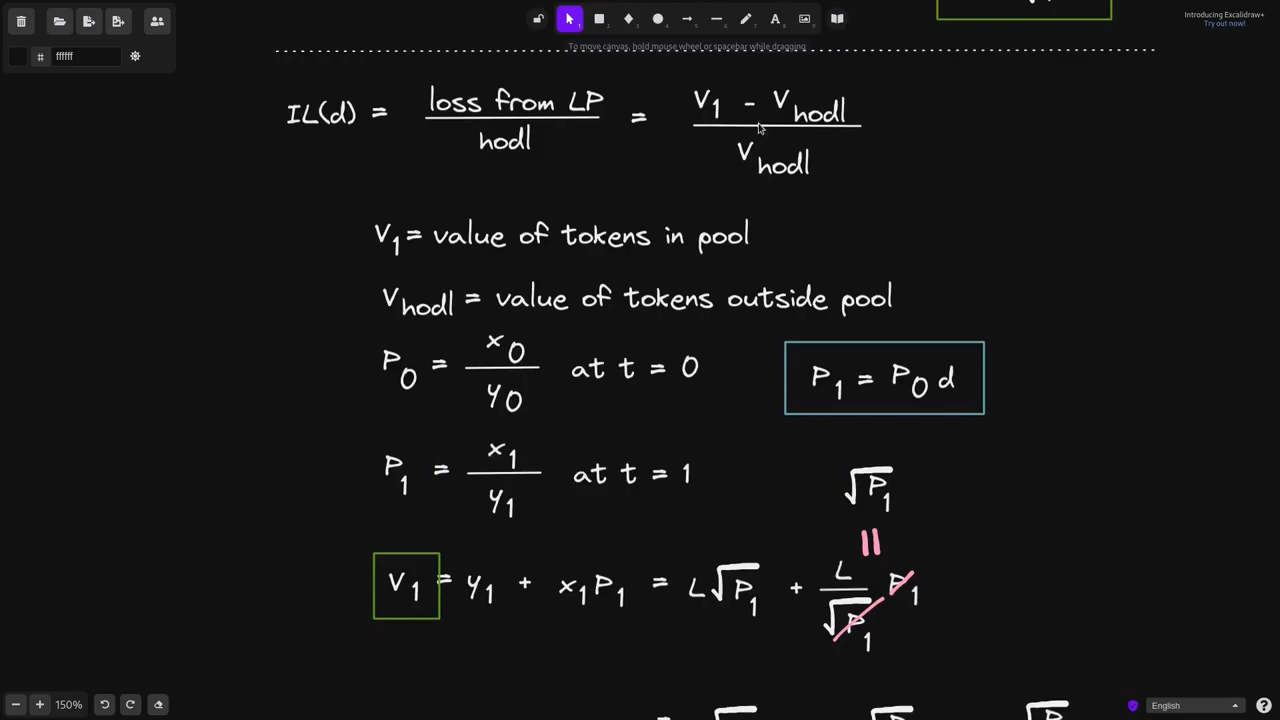 Introducing Excalidraw+
Try out now!
# ffffff
To move canvas, hold mouse wheel or spacebar while dragging
IL(d) = loss from LP / hodl = V1 - Vhodl / Vhodl
V1 = value of tokens in pool
Vhodl = value of tokens outside pool
P0 = x0 / y0 at t = 0
P1 = P0 d
P1 = x1 / y1 at t = 1
√P1
=
V1 = y1 + x1 P1 = L√P1 + L / √P1 P1
150%
English